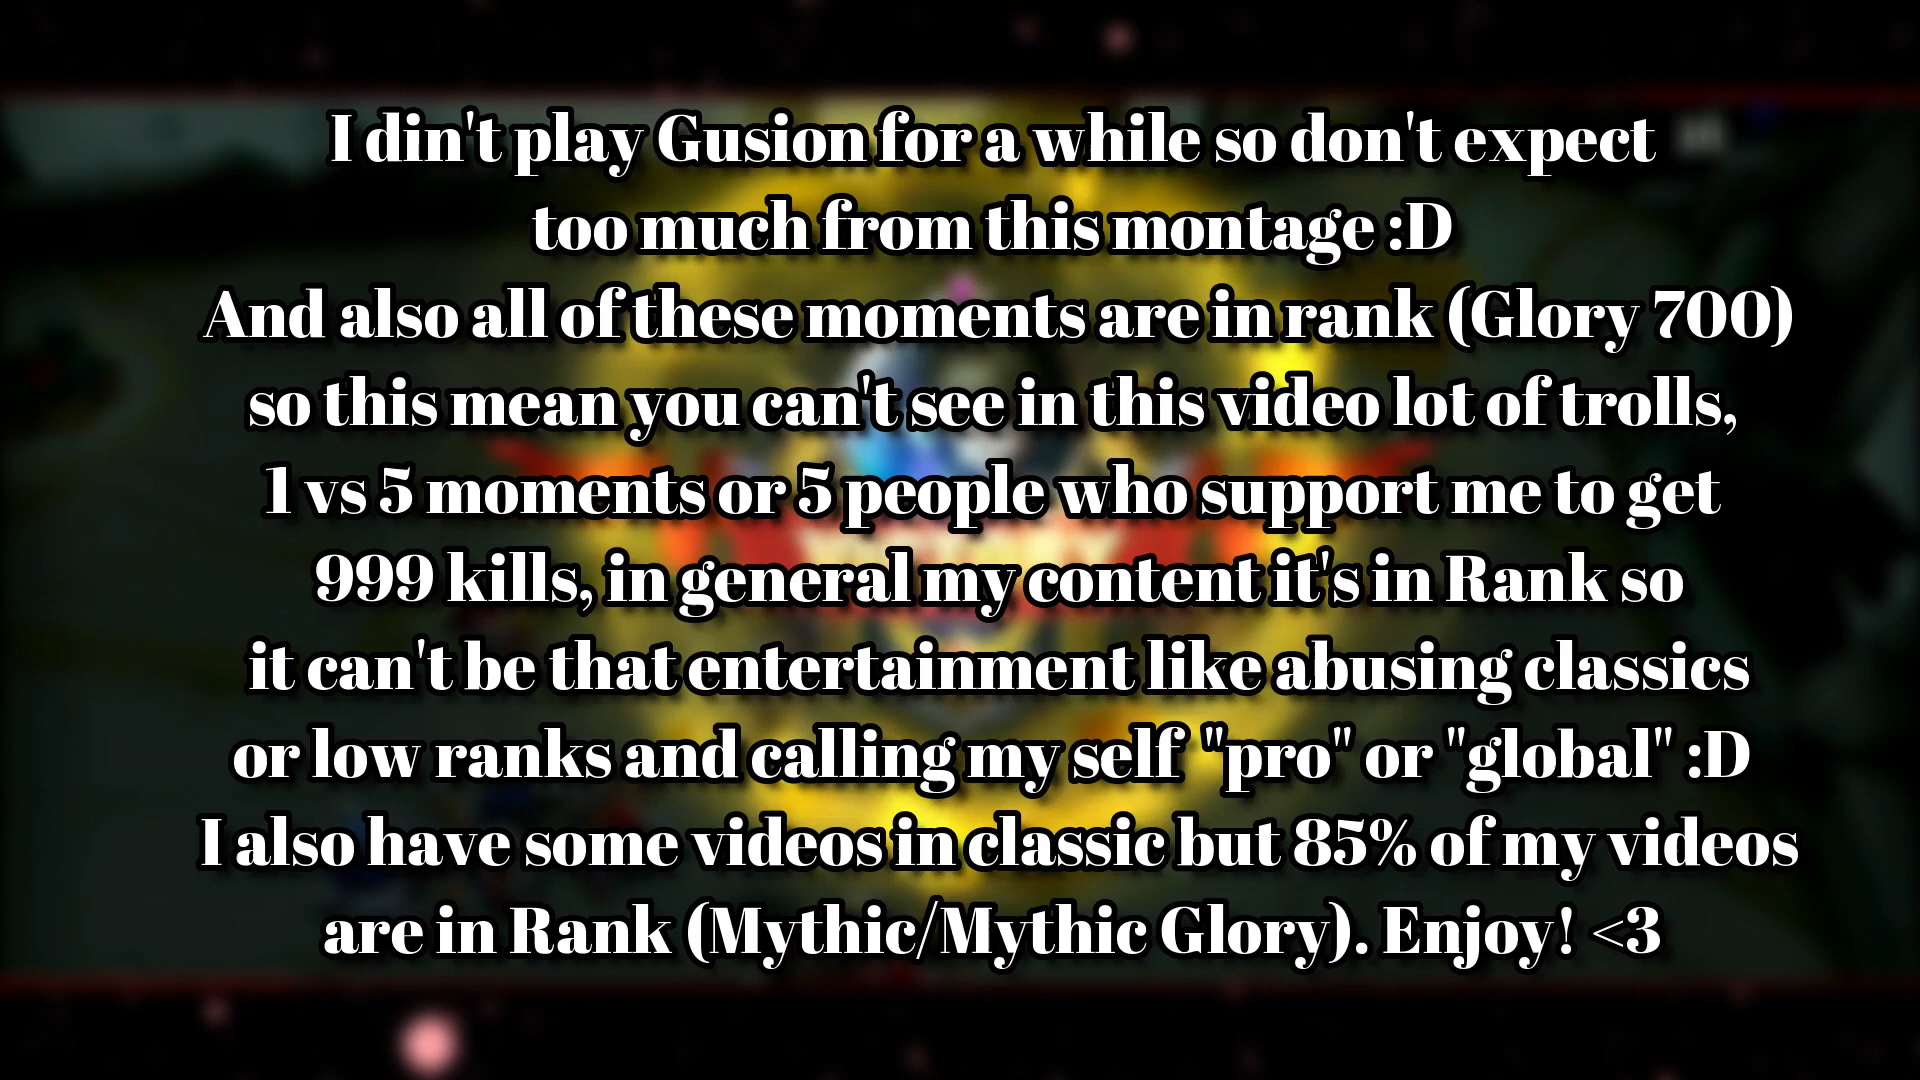 I din't play Gusion for a while so don't expect
too much from this montage :D
And also all of these moments are in rank (Glory 700)
so this mean you can't see in this video lot of trolls,
1 vs 5 moments or 5 people who support me to get
999 kills, in general my content it's in Rank so
it can't be that entertainment like abusing classics
or low ranks and calling my self "pro" or "global" :D
I also have some videos in classic but 85% of my videos
are in Rank (Mythic/Mythic Glory). Enjoy! <3